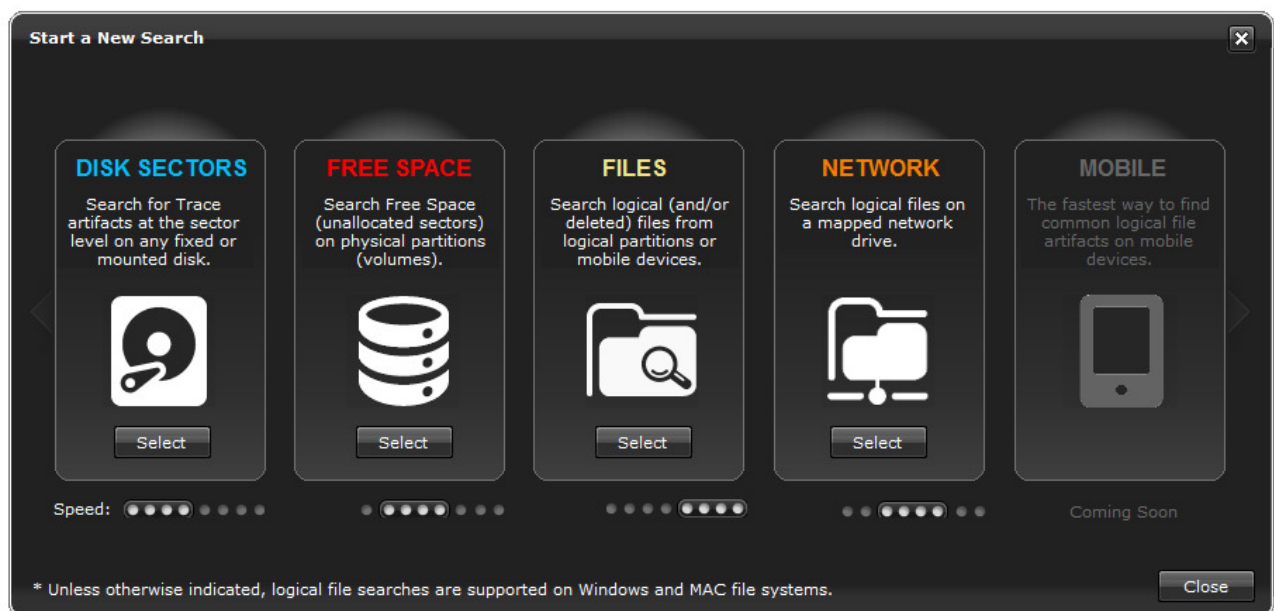 Start a New Search
DISK SECTORS
Search for Trace
artifacts at the sector
level on any fixed or
mounted disk.
Select
FREE SPACE
Search Free Space
(unallocated sectors)
on physical partitions
(volumes).
Select
FILES
Search logical (and/or
deleted) files from
logical partitions or
mobile devices.
Select
NETWORK
Search logical files on
a mapped network
drive.
Select
MOBILE
The fastest way to find
common logical file
artifacts on mobile
devices.
Speed:
Coming Soon
* Unless otherwise indicated, logical file searches are supported on Windows and MAC file systems.
Close